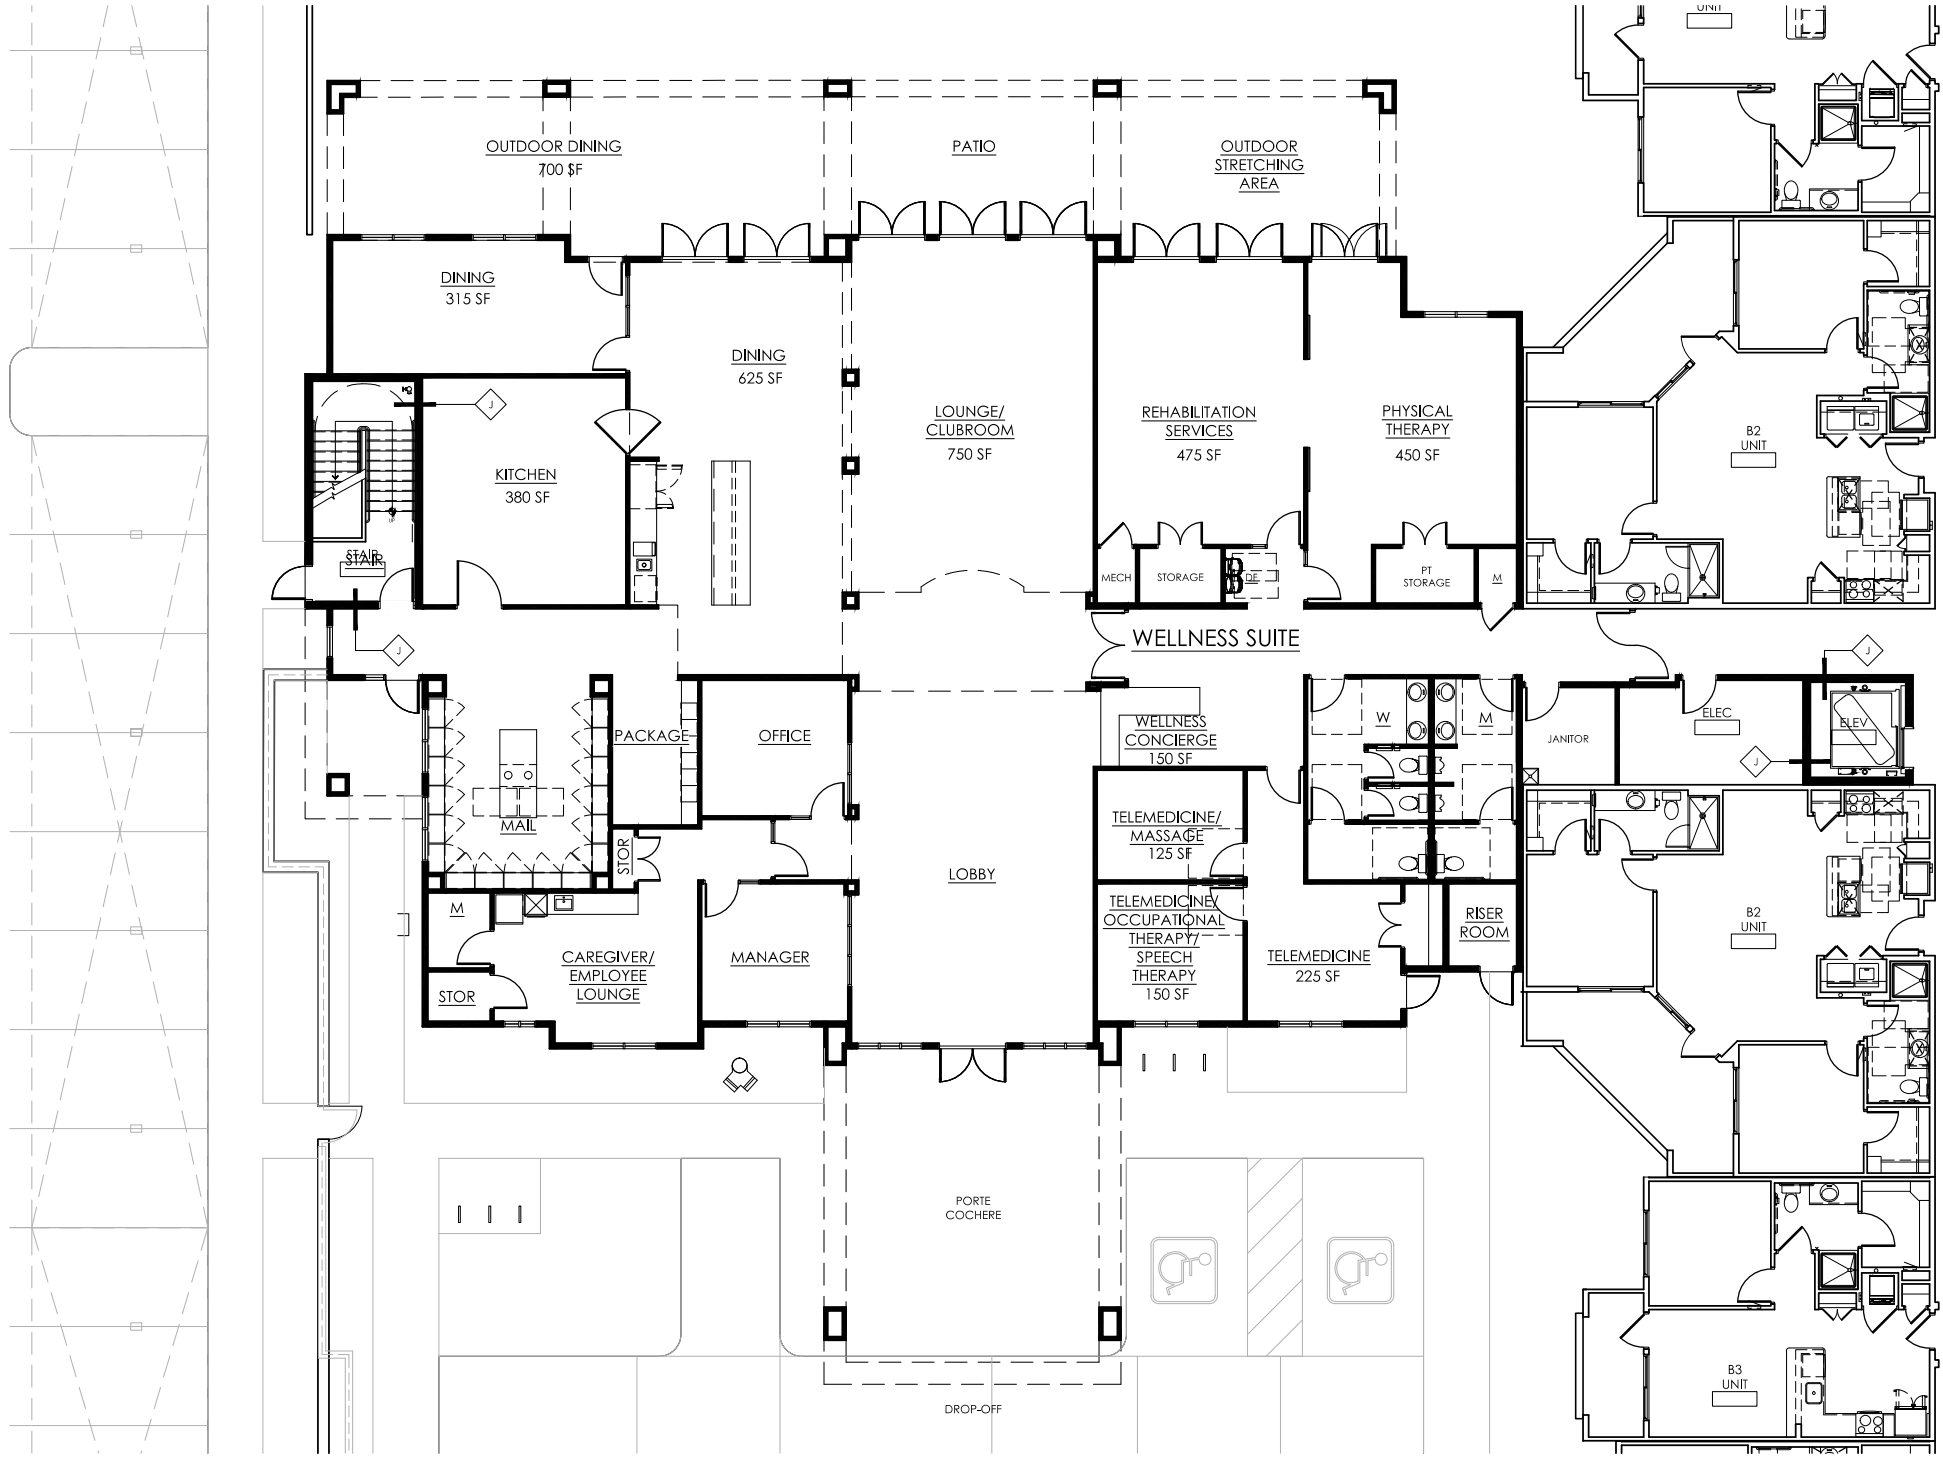 UNIT
OUTDOOR DINING
700 SF
PATIO
OUTDOOR
STRETCHING
AREA
DINING
315 SF
DINING
625 SF
LOUNGE/
CLUBROOM
750 SF
REHABILITATION
SERVICES
475 SF
PHYSICAL
THERAPY
450 SF
B2
UNIT
J
KITCHEN
380 SF
STAIR
STAIR
MECH
STORAGE
DF
PT
STORAGE
M
WELLNESS SUITE
J
J
PACKAGE
OFFICE
WELLNESS
CONCIERGE
150 SF
W
M
JANITOR
ELEC
ELEV
J
MAIL
STOR
LOBBY
TELEMEDICINE/
MASSAGE
125 SF
M
CAREGIVER/
EMPLOYEE
LOUNGE
STOR
MANAGER
TELEMEDICINE/
OCCUPATIONAL
THERAPY/
SPEECH
THERAPY
150 SF
TELEMEDICINE
225 SF
RISER
ROOM
B2
UNIT
PORTE
COCHERE
DROP-OFF
B3
UNIT